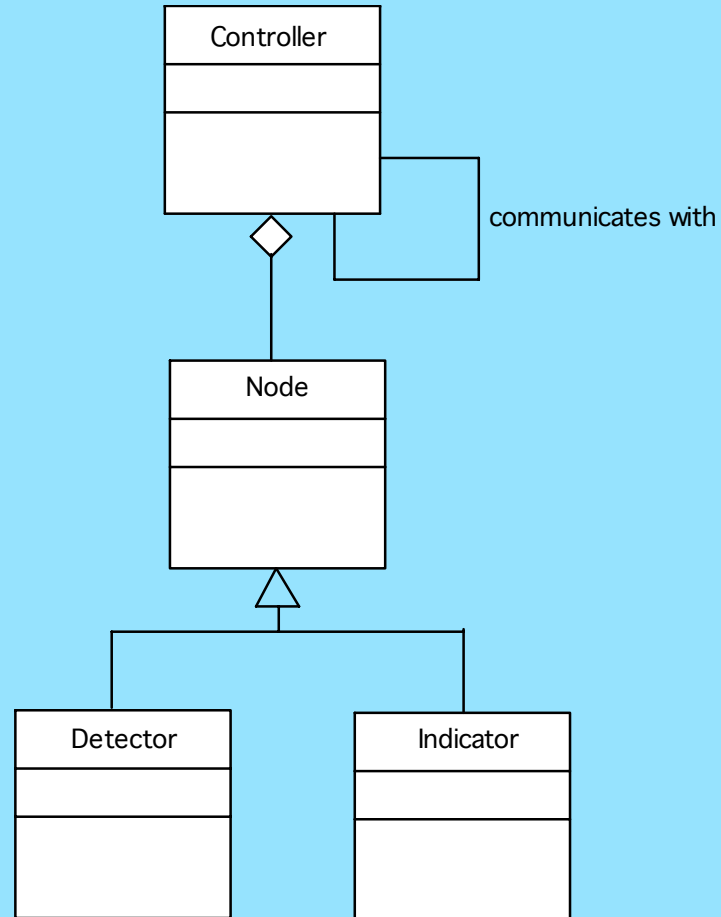 Controller
communicates with
Node
Detector
Indicator